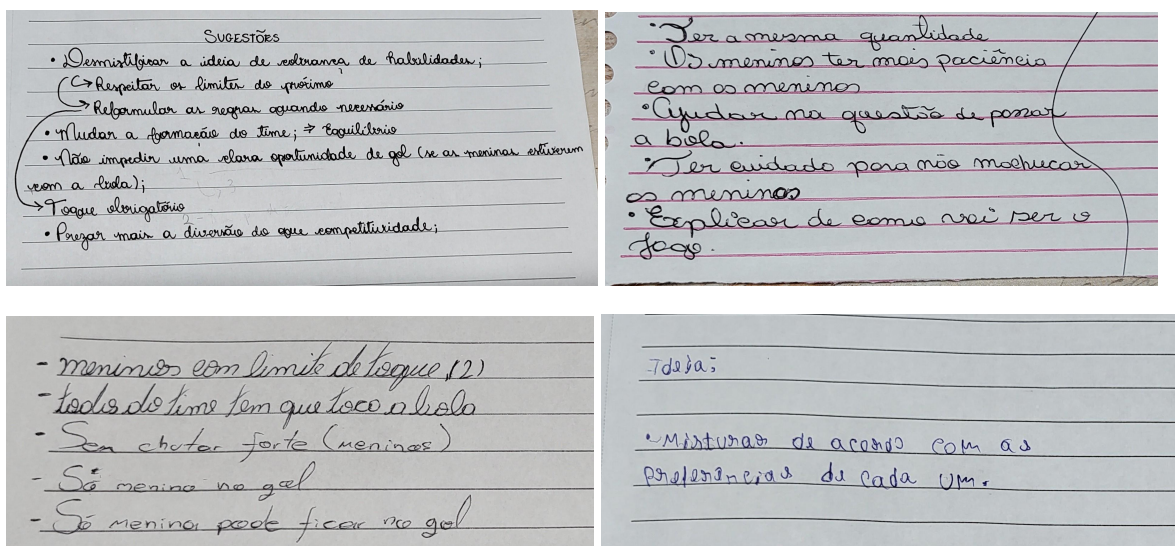 SUGESTÕES
• Desmistificar a ideia de cobrança de habilidades;
↳ Respeitar os limites do próximo
→ Reformular as regras quando necessário
• Mudar a formação do time; → Equilíbrio
• Não impedir uma clara oportunidade de gol (se as meninas estiverem
com a bola);
→ Toque obrigatório
• Prezar mais a diversão do que competitividade;
• Ter a mesma quantidade
• Os meninos ter mais paciência
com as meninas
• Ajudar na questão de passar
a bola.
• Ter cuidado para não machucar
as meninas
• Explicar de como vai ser o
jogo.
- meninos com limite de toque (2)
- todos do time tem que toca a bola
- Sem chutar forte (meninos)
- Só menina no gol
- Só menina pode ficar no gol
Ideia;
• Misturar de acordo com as
preferências de cada um.